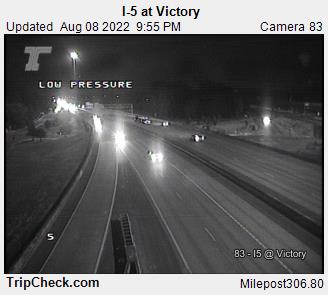 I-5 at Victory
Updated Aug 08 2022 9:55 PM Camera 83
T
LOW PRESSURE
S
83 - I5 @ Victory
TripCheck.com Milepost306.80